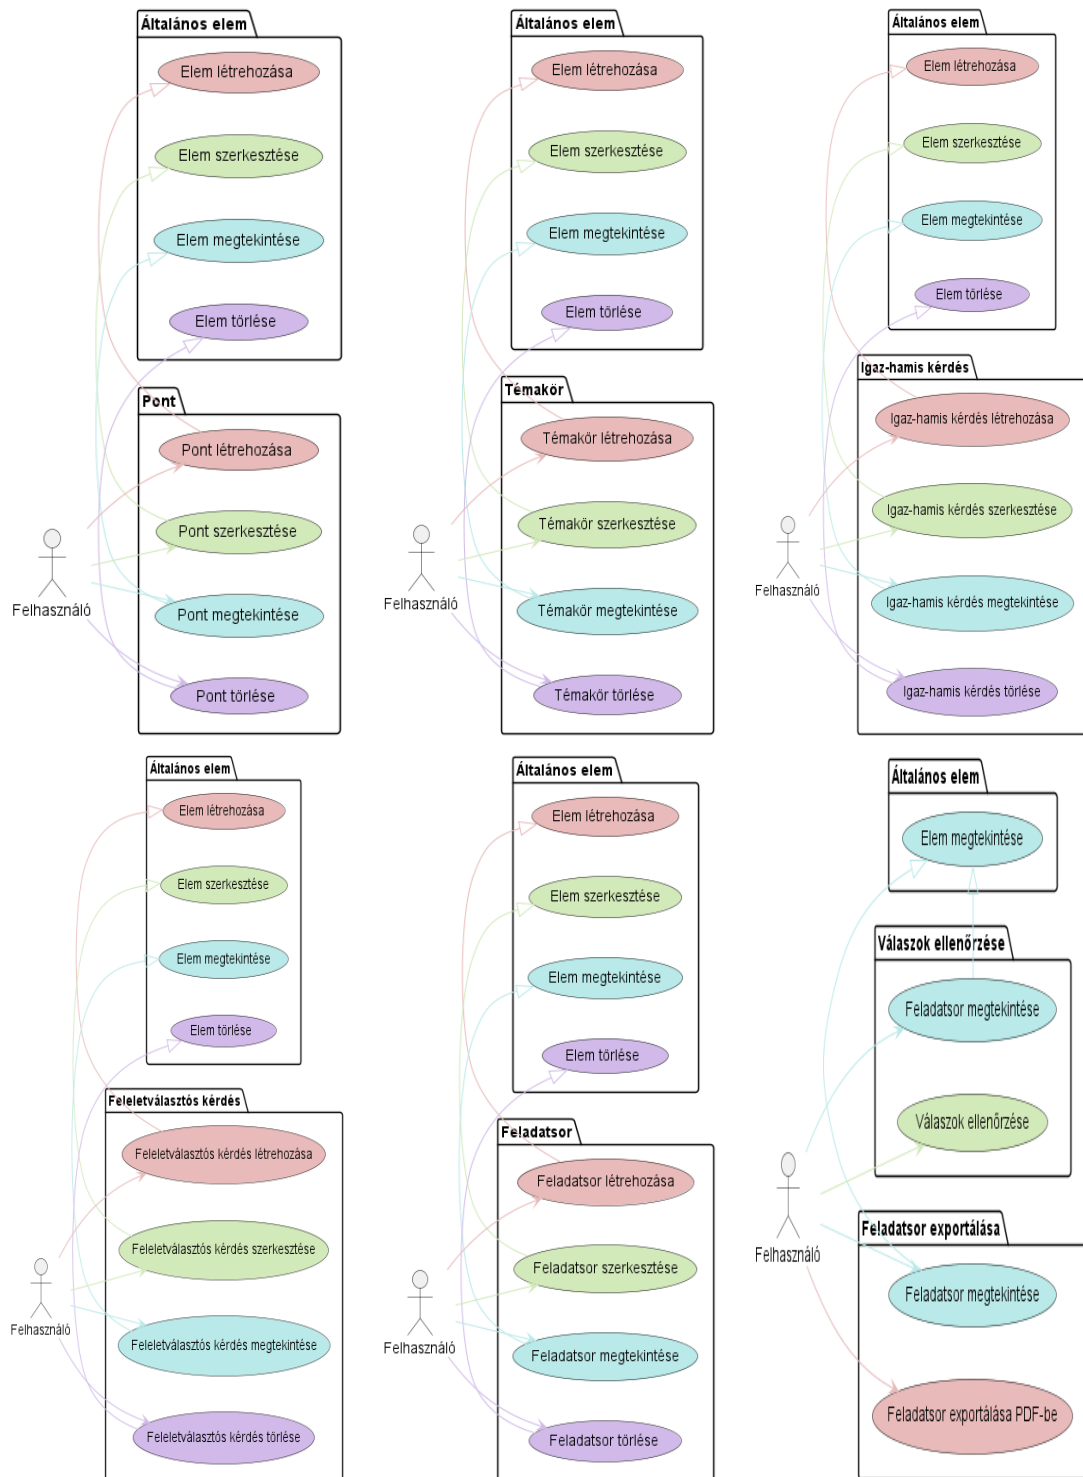 Általános elem
Elem létrehozása
Elem szerkesztése
Elem megtekintése
Elem törlése
Pont
Pont létrehozása
Pont szerkesztése
Pont megtekintése
Pont törlése
Felhasználó
Általános elem
Elem létrehozása
Elem szerkesztése
Elem megtekintése
Elem törlése
Témakör
Témakör létrehozása
Témakör szerkesztése
Témakör megtekintése
Témakör törlése
Felhasználó
Általános elem
Elem létrehozása
Elem szerkesztése
Elem megtekintése
Elem törlése
Igaz-hamis kérdés
Igaz-hamis kérdés létrehozása
Igaz-hamis kérdés szerkesztése
Igaz-hamis kérdés megtekintése
Igaz-hamis kérdés törlése
Felhasználó
Általános elem
Elem létrehozása
Elem szerkesztése
Elem megtekintése
Elem törlése
Feleletválasztós kérdés
Feleletválasztós kérdés létrehozása
Feleletválasztós kérdés szerkesztése
Feleletválasztós kérdés megtekintése
Feleletválasztós kérdés törlése
Felhasználó
Általános elem
Elem létrehozása
Elem szerkesztése
Elem megtekintése
Elem törlése
Feladatsor
Feladatsor létrehozása
Feladatsor szerkesztése
Feladatsor megtekintése
Feladatsor törlése
Felhasználó
Általános elem
Elem megtekintése
Válaszok ellenőrzése
Feladatsor megtekintése
Válaszok ellenőrzése
Felhasználó
Feladatsor exportálása
Feladatsor megtekintése
Feladatsor exportálása PDF-be